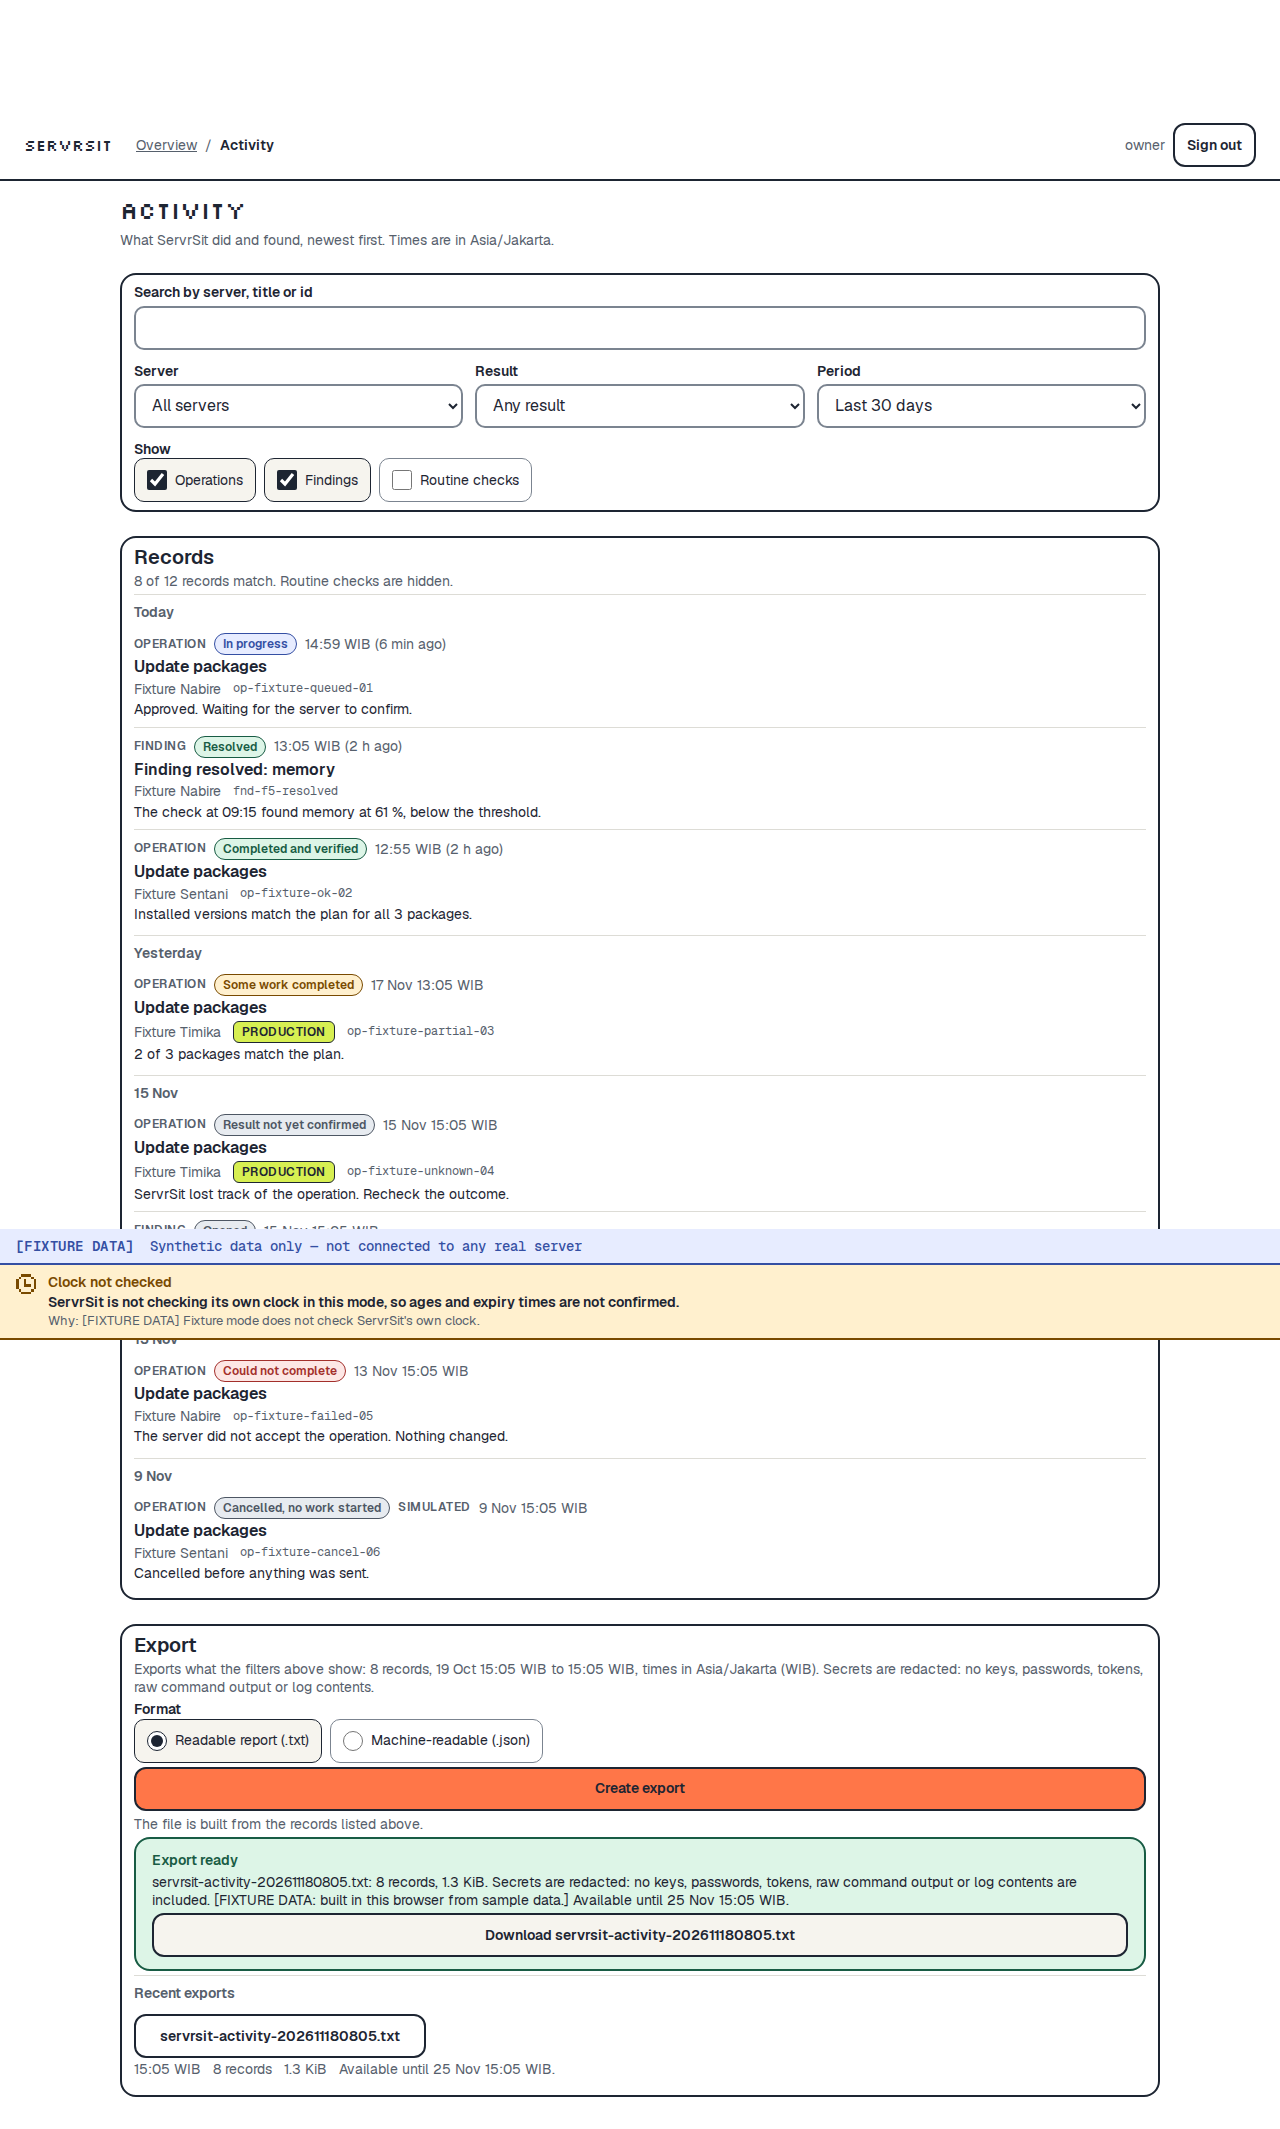 SERVRSIT
Overview / Activity
owner
Sign out
ACTIVITY
What ServrSit did and found, newest first. Times are in Asia/Jakarta.
Search by server, title or id
Server
Result
Period
All servers
Any result
Last 30 days
Show
Operations
Findings
Routine checks
Records
8 of 12 records match. Routine checks are hidden.
Today
OPERATION In progress 14:59 WIB (6 min ago)
Update packages
Fixture Nabire op-fixture-queued-01
Approved. Waiting for the server to confirm.
FINDING Resolved 13:05 WIB (2 h ago)
Finding resolved: memory
Fixture Nabire fnd-f5-resolved
The check at 09:15 found memory at 61 %, below the threshold.
OPERATION Completed and verified 12:55 WIB (2 h ago)
Update packages
Fixture Sentani op-fixture-ok-02
Installed versions match the plan for all 3 packages.
Yesterday
OPERATION Some work completed 17 Nov 13:05 WIB
Update packages
Fixture Timika PRODUCTION op-fixture-partial-03
2 of 3 packages match the plan.
15 Nov
OPERATION Result not yet confirmed 15 Nov 15:05 WIB
Update packages
Fixture Timika PRODUCTION op-fixture-unknown-04
ServrSit lost track of the operation. Recheck the outcome.
FINDING Opened 15 Nov 15:05 WIB
[FIXTURE DATA] Synthetic data only — not connected to any real server
Clock not checked
ServrSit is not checking its own clock in this mode, so ages and expiry times are not confirmed.
Why: [FIXTURE DATA] Fixture mode does not check ServrSit's own clock.
13 Nov
OPERATION Could not complete 13 Nov 15:05 WIB
Update packages
Fixture Nabire op-fixture-failed-05
The server did not accept the operation. Nothing changed.
9 Nov
OPERATION Cancelled, no work started SIMULATED 9 Nov 15:05 WIB
Update packages
Fixture Sentani op-fixture-cancel-06
Cancelled before anything was sent.
Export
Exports what the filters above show: 8 records, 19 Oct 15:05 WIB to 15:05 WIB, times in Asia/Jakarta (WIB). Secrets are redacted: no keys, passwords, tokens,
raw command output or log contents.
Format
Readable report (.txt)
Machine-readable (.json)
Create export
The file is built from the records listed above.
Export ready
servrsit-activity-202611180805.txt: 8 records, 1.3 KiB. Secrets are redacted: no keys, passwords, tokens, raw command output or log contents are
included. [FIXTURE DATA: built in this browser from sample data.] Available until 25 Nov 15:05 WIB.
Download servrsit-activity-202611180805.txt
Recent exports
servrsit-activity-202611180805.txt
15:05 WIB 8 records 1.3 KiB Available until 25 Nov 15:05 WIB.